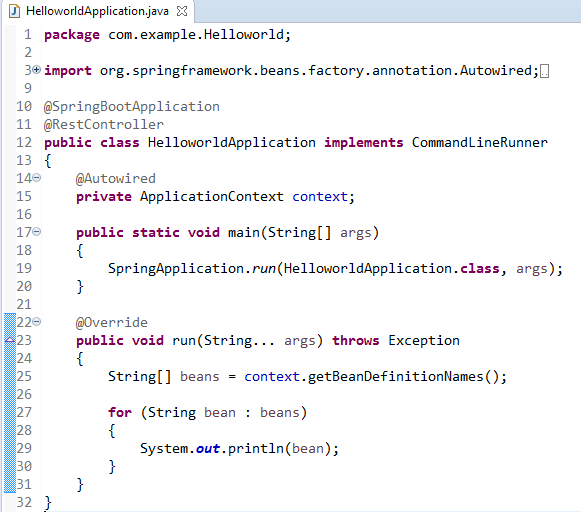 HelloworldApplication.java
1 package com.example.Helloworld;
2
3 import org.springframework.beans.factory.annotation.Autowired;
9
10 @SpringBootApplication
11 @RestController
12 public class HelloworldApplication implements CommandLineRunner
13 {
14     @Autowired
15     private ApplicationContext context;
16
17     public static void main(String[] args)
18     {
19         SpringApplication.run(HelloworldApplication.class, args);
20     }
21
22     @Override
23     public void run(String... args) throws Exception
24     {
25         String[] beans = context.getBeanDefinitionNames();
26
27         for (String bean : beans)
28         {
29             System.out.println(bean);
30         }
31     }
32 }